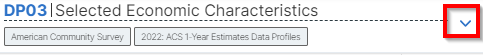 DP03 | Selected Economic Characteristics
American Community Survey 2022: ACS 1-Year Estimates Data Profiles